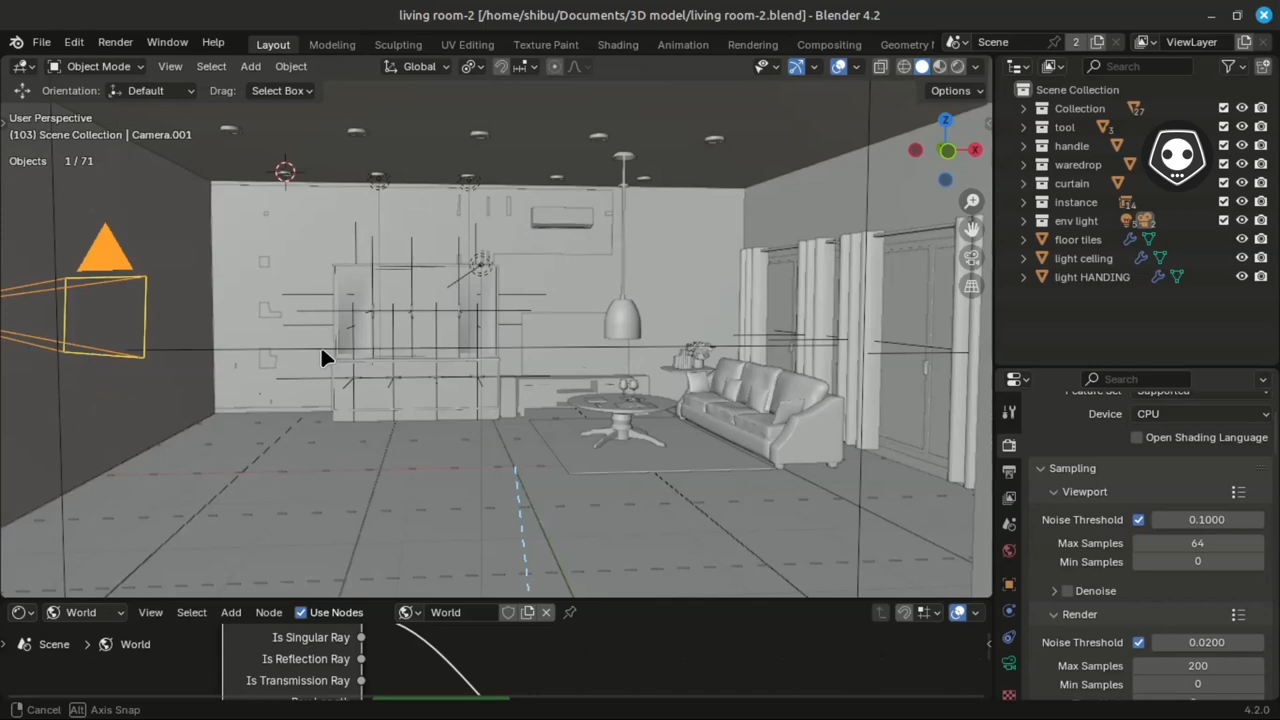 living room-2 [/home/shibu/Documents/3D model/living room-2.blend] - Blender 4.2
File Edit Render Window Help Layout Modeling Sculpting UV Editing Texture Paint Shading Animation Rendering Compositing Geometry Scene 2 ViewLayer
Object Mode View Select Add Object Global Options
Orientation: Default Drag: Select Box
User Perspective
(103) Scene Collection | Camera.001
Objects 1 / 71
Z
X
Search
Scene Collection
Collection 27
tool 3
handle
waredrop
curtain
instance 14
env light 5 2
floor tiles
light celling
light HANDING
Search
Device CPU
Open Shading Language
Sampling
Viewport
Noise Threshold 0.1000
Max Samples 64
Min Samples 0
Denoise
Render
Noise Threshold 0.0200
Max Samples 200
Min Samples 0
World View Select Add Node Use Nodes World
Scene World
Is Singular Ray
Is Reflection Ray
Is Transmission Ray
Cancel Alt Axis Snap
4.2.0